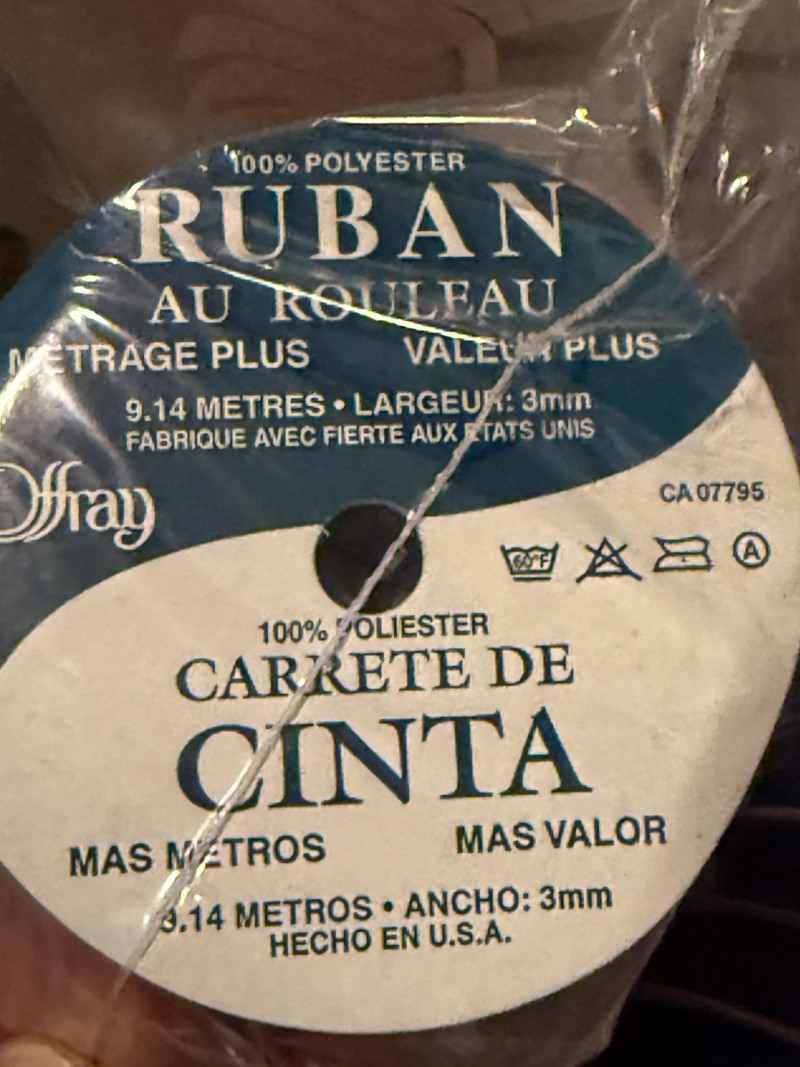 100% POLYESTER
RUBAN
AU ROULEAU
METRAGE PLUS VALEUR PLUS
9.14 METRES • LARGEUR: 3mm
FABRIQUE AVEC FIERTE AUX ETATS UNIS
Offray
CA 07795
60°F
A
100% POLIESTER
CARRETE DE
CINTA
MAS METROS MAS VALOR
9.14 METROS • ANCHO: 3mm
HECHO EN U.S.A.